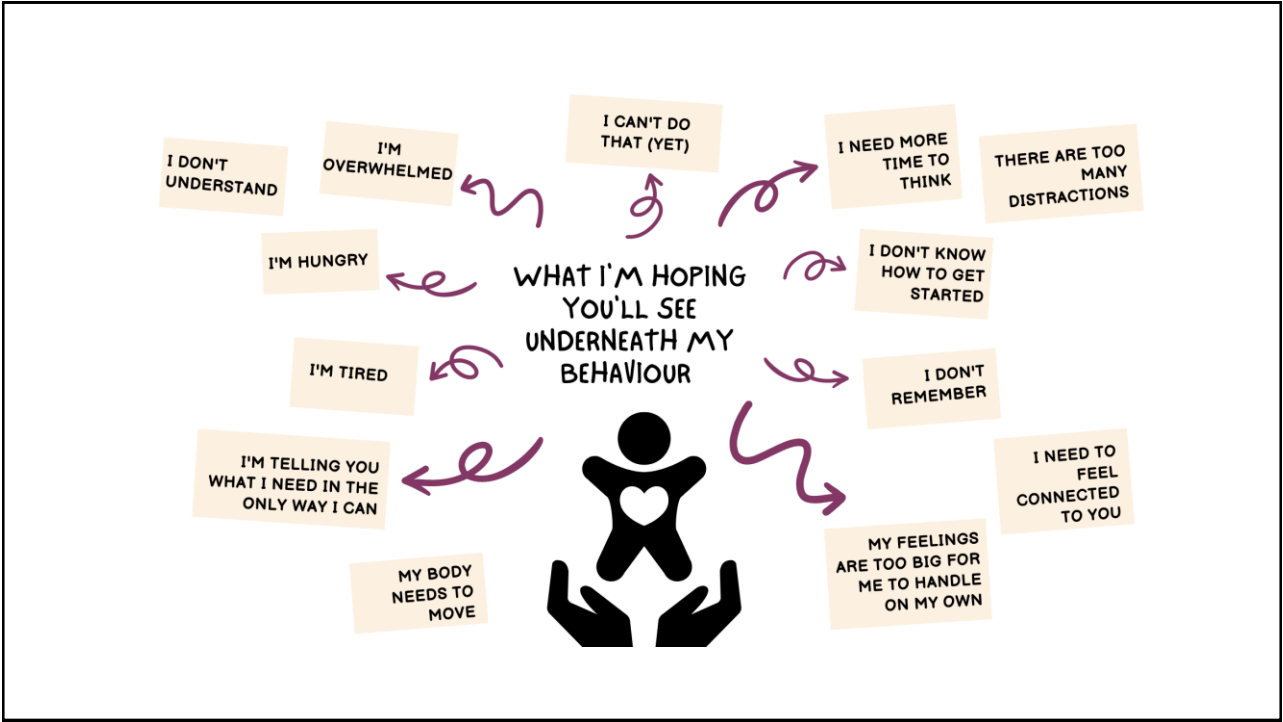 I DON'T
UNDERSTAND
I'M
OVERWHELMED
I CAN'T DO
THAT (YET)
I NEED MORE
TIME TO
THINK
THERE ARE TOO
MANY
DISTRACTIONS
I'M HUNGRY
WHAT I'M HOPING
YOU'LL SEE
UNDERNEATH MY
BEHAVIOUR
I DON'T KNOW
HOW TO GET
STARTED
I'M TIRED
I DON'T
REMEMBER
I'M TELLING YOU
WHAT I NEED IN THE
ONLY WAY I CAN
I NEED TO
FEEL
CONNECTED
TO YOU
MY BODY
NEEDS TO
MOVE
MY FEELINGS
ARE TOO BIG FOR
ME TO HANDLE
ON MY OWN